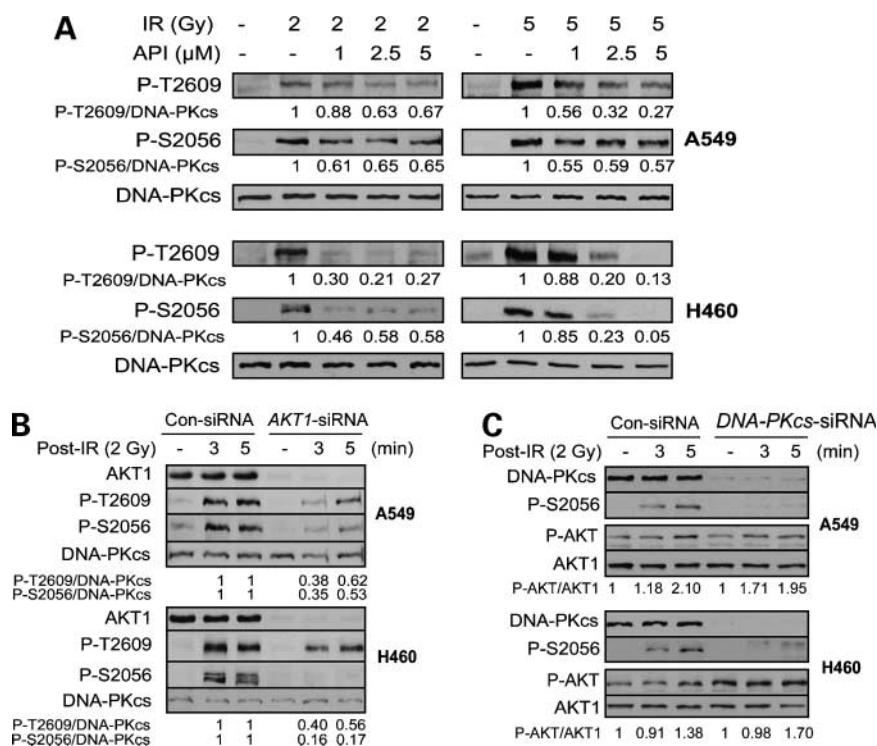 A
IR (Gy) - 2 2 2 2 - 5 5 5 5
API (µM) - - 1 2.5 5 - - 1 2.5 5
P-T2609
P-T2609/DNA-PKcs 1 0.88 0.63 0.67 1 0.56 0.32 0.27
P-S2056 A549
P-S2056/DNA-PKcs 1 0.61 0.65 0.65 1 0.55 0.59 0.57
DNA-PKcs
P-T2609
P-T2609/DNA-PKcs 1 0.30 0.21 0.27 1 0.88 0.20 0.13
P-S2056 H460
P-S2056/DNA-PKcs 1 0.46 0.58 0.58 1 0.85 0.23 0.05
DNA-PKcs
B
Con-siRNA AKT1-siRNA
Post-IR (2 Gy) - 3 5 - 3 5 (min)
AKT1
P-T2609
A549
P-S2056
DNA-PKcs
P-T2609/DNA-PKcs 1 1 0.38 0.62
P-S2056/DNA-PKcs 1 1 0.35 0.53
AKT1
P-T2609
H460
P-S2056
DNA-PKcs
P-T2609/DNA-PKcs 1 1 0.40 0.56
P-S2056/DNA-PKcs 1 1 0.16 0.17
C
Con-siRNA DNA-PKcs-siRNA
Post-IR (2 Gy) - 3 5 - 3 5 (min)
DNA-PKcs
P-S2056
A549
P-AKT
AKT1
P-AKT/AKT1 1 1.18 2.10 1 1.71 1.95
DNA-PKcs
P-S2056
H460
P-AKT
AKT1
P-AKT/AKT1 1 0.91 1.38 1 0.98 1.70